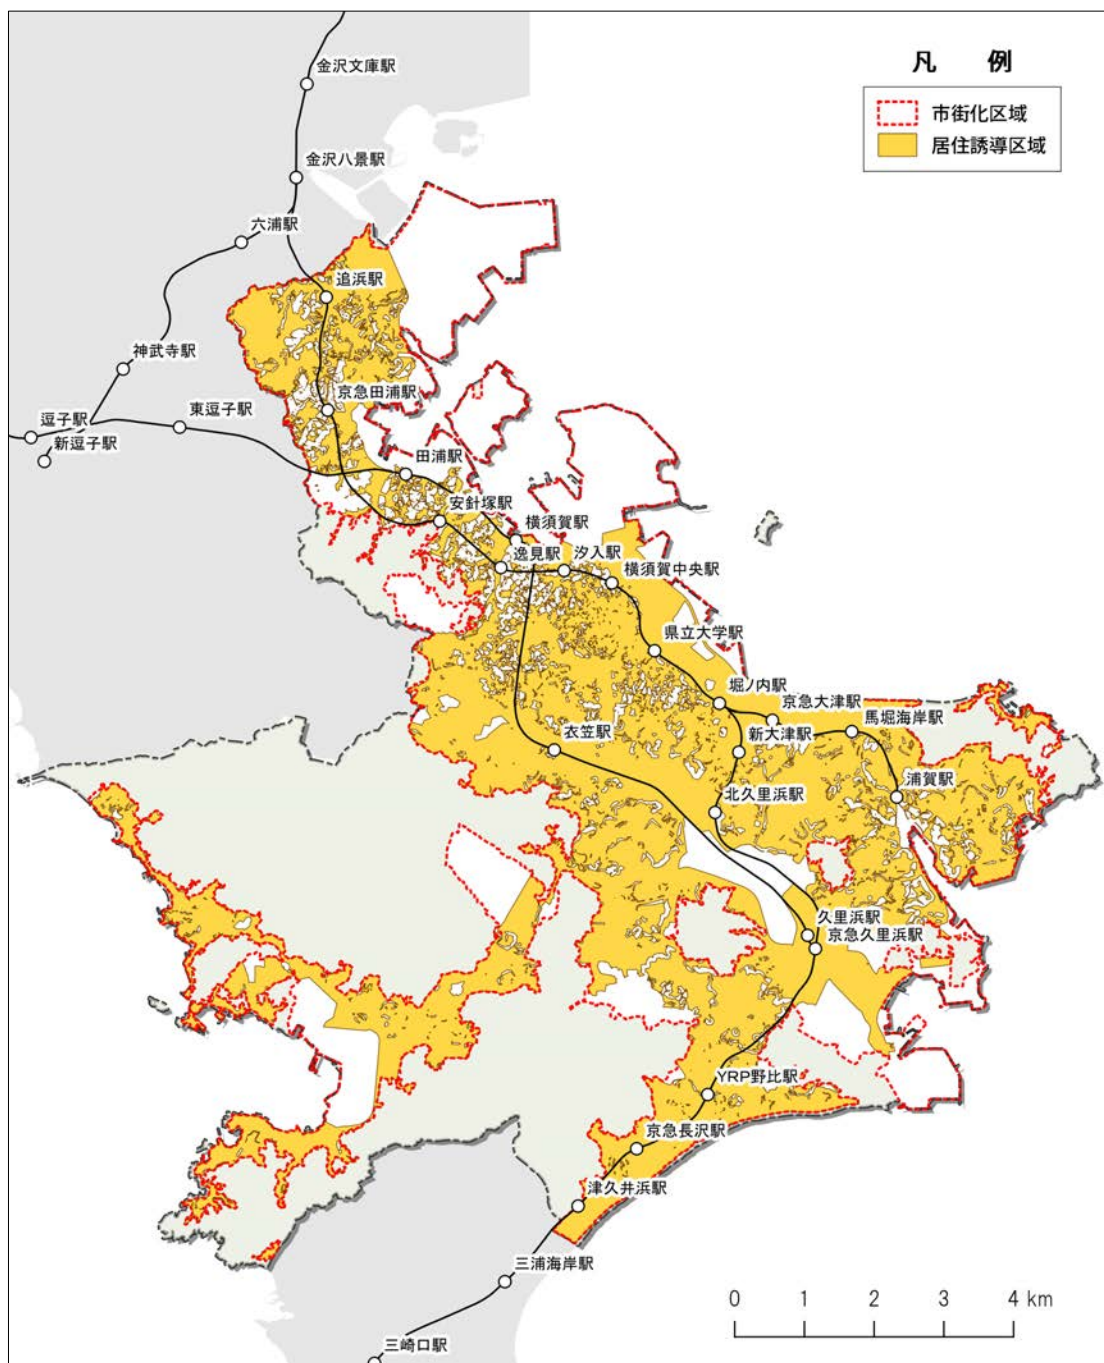 凡　例
市街化区域
居住誘導区域
金沢文庫駅
金沢八景駅
六浦駅
追浜駅
神武寺駅
京急田浦駅
東逗子駅
逗子駅
新逗子駅
田浦駅
安針塚駅
横須賀駅
逸見駅
汐入駅
横須賀中央駅
県立大学駅
堀ノ内駅
京急大津駅
馬堀海岸駅
衣笠駅
新大津駅
浦賀駅
北久里浜駅
久里浜駅
京急久里浜駅
YRP野比駅
京急長沢駅
津久井浜駅
三浦海岸駅
三崎口駅
0 1 2 3 4 km